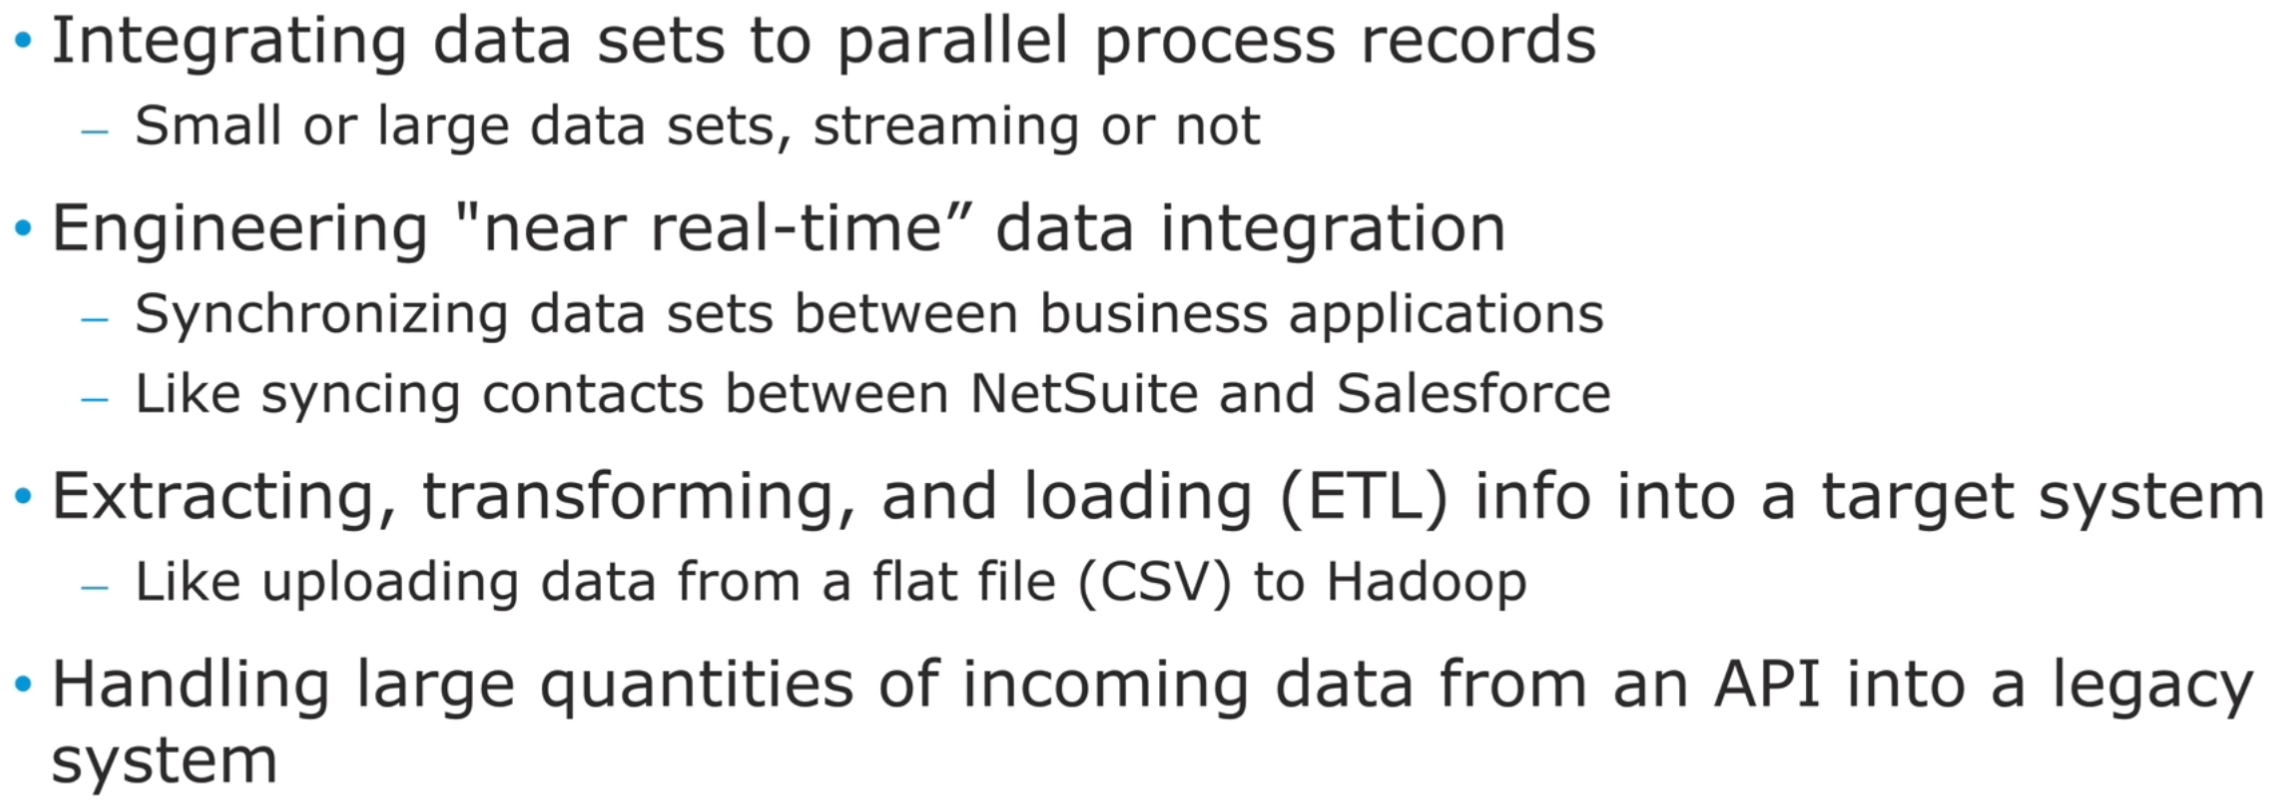 • Integrating data sets to parallel process records
– Small or large data sets, streaming or not
• Engineering "near real-time” data integration
– Synchronizing data sets between business applications
– Like syncing contacts between NetSuite and Salesforce
• Extracting, transforming, and loading (ETL) info into a target system
– Like uploading data from a flat file (CSV) to Hadoop
• Handling large quantities of incoming data from an API into a legacy
system